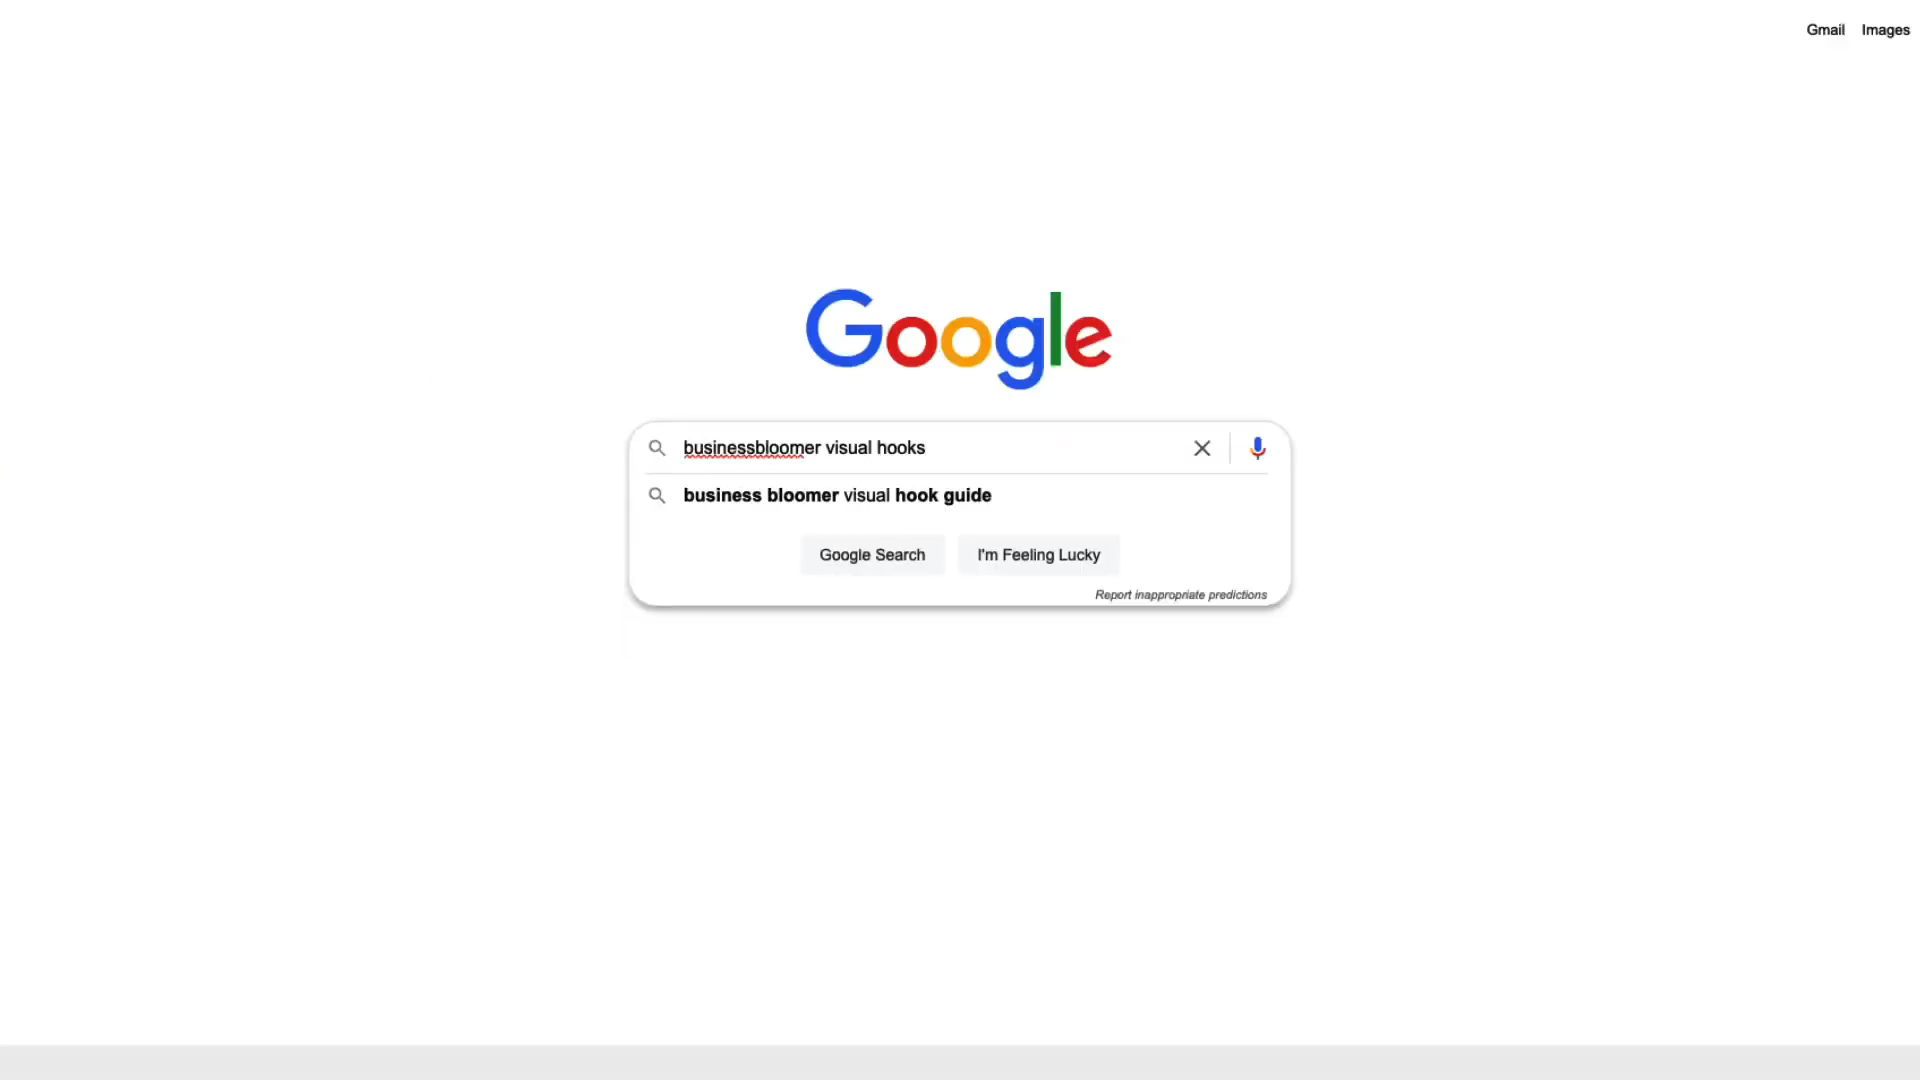 Gmail Images
Google
businessbloomer visual hooks
business bloomer visual hook guide
Google Search I'm Feeling Lucky
Report inappropriate predictions